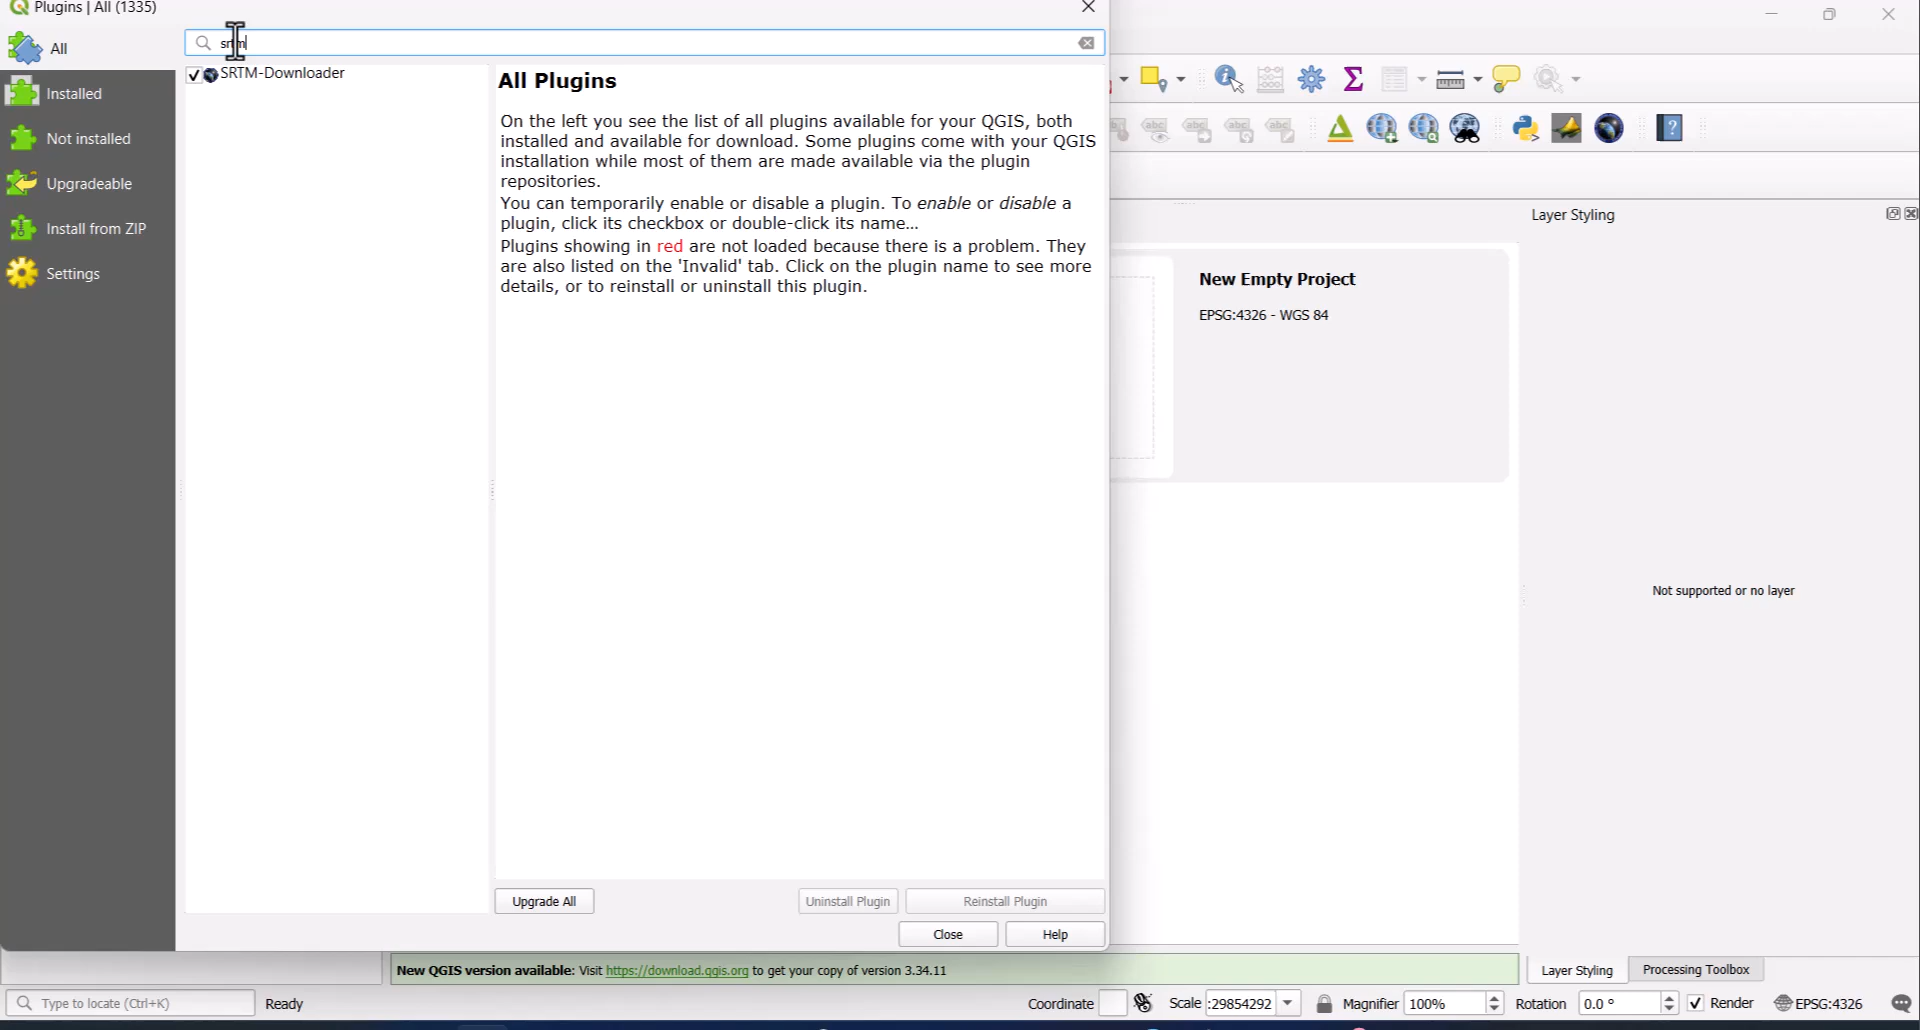 Plugins | All (1335)
All
srtm
SRTM-Downloader
Installed
Not installed
Upgradeable
Install from ZIP
Settings
All Plugins
On the left you see the list of all plugins available for your QGIS, both
installed and available for download. Some plugins come with your QGIS
installation while most of them are made available via the plugin
repositories.
You can temporarily enable or disable a plugin. To enable or disable a
plugin, click its checkbox or double-click its name...
Plugins showing in red are not loaded because there is a problem. They
are also listed on the 'Invalid' tab. Click on the plugin name to see more
details, or to reinstall or uninstall this plugin.
Upgrade All
Uninstall Plugin
Reinstall Plugin
Close
Help
abc
abc
abc
abc
Layer Styling
New Empty Project
EPSG:4326 - WGS 84
Not supported or no layer
New QGIS version available: Visit https://download.qgis.org to get your copy of version 3.34.11
Layer Styling
Processing Toolbox
Type to locate (Ctrl+K)
Ready
Coordinate
Scale :29854292
Magnifier 100%
Rotation 0.0 °
Render
EPSG:4326